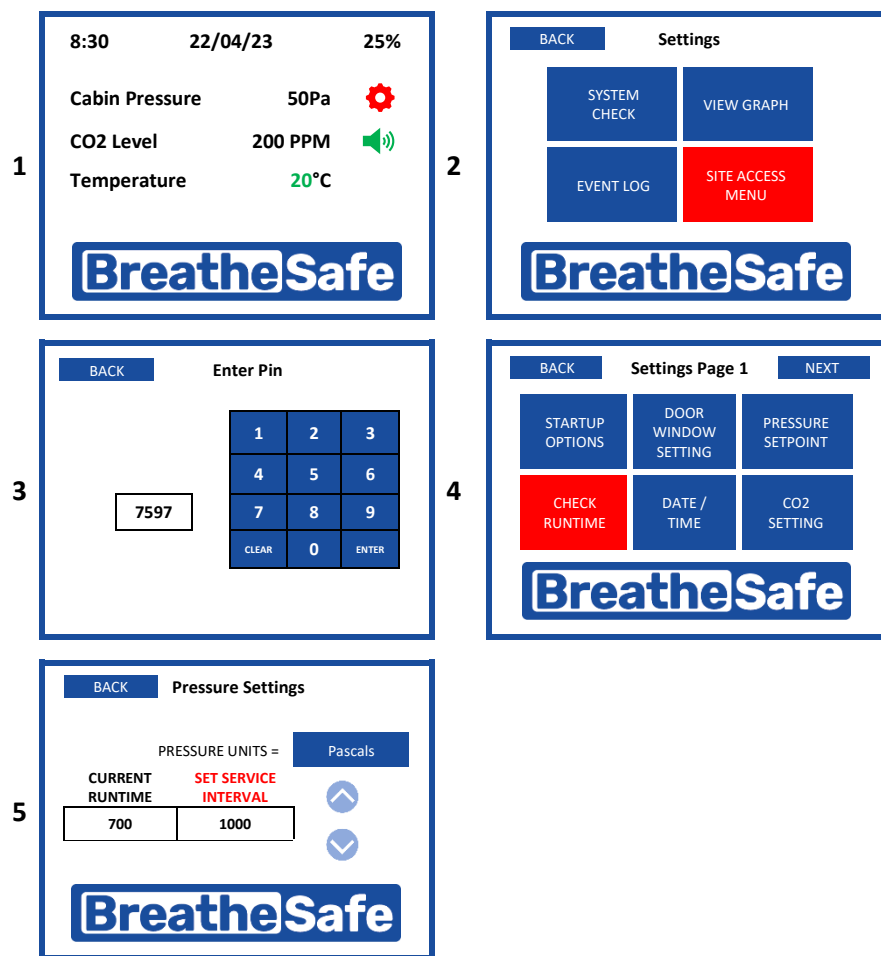 1
8:30 22/04/23 25%
Cabin Pressure 50Pa
CO2 Level 200 PPM
Temperature 20°C
BreatheSafe
2
BACK Settings
SYSTEM
CHECK
VIEW GRAPH
EVENT LOG
SITE ACCESS
MENU
BreatheSafe
3
BACK Enter Pin
7597
1 2 3
4 5 6
7 8 9
CLEAR 0 ENTER
4
BACK Settings Page 1 NEXT
STARTUP
OPTIONS
DOOR
WINDOW
SETTING
PRESSURE
SETPOINT
CHECK
RUNTIME
DATE /
TIME
CO2
SETTING
BreatheSafe
5
BACK Pressure Settings
PRESSURE UNITS = Pascals
CURRENT
RUNTIME
SET SERVICE
INTERVAL
700 1000
BreatheSafe